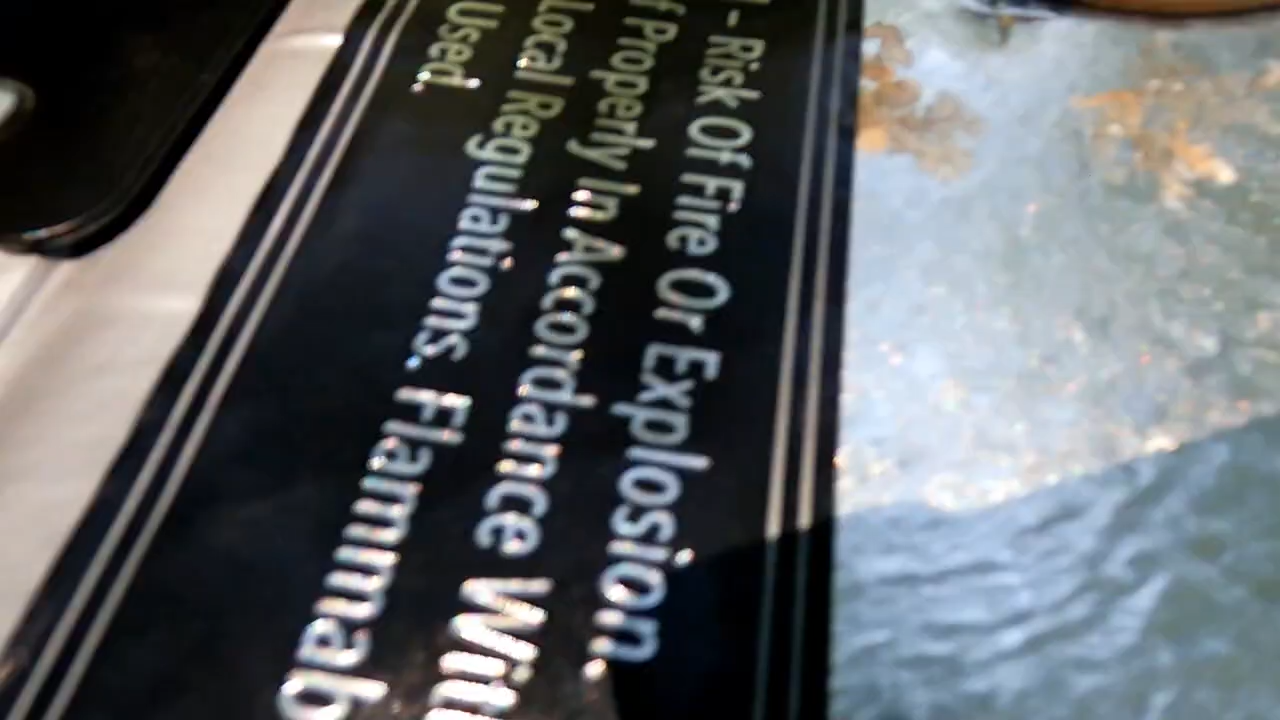 - Risk Of Fire Or Explosion.
f Properly In Accordance With
Local Regulations. Flammab
Used